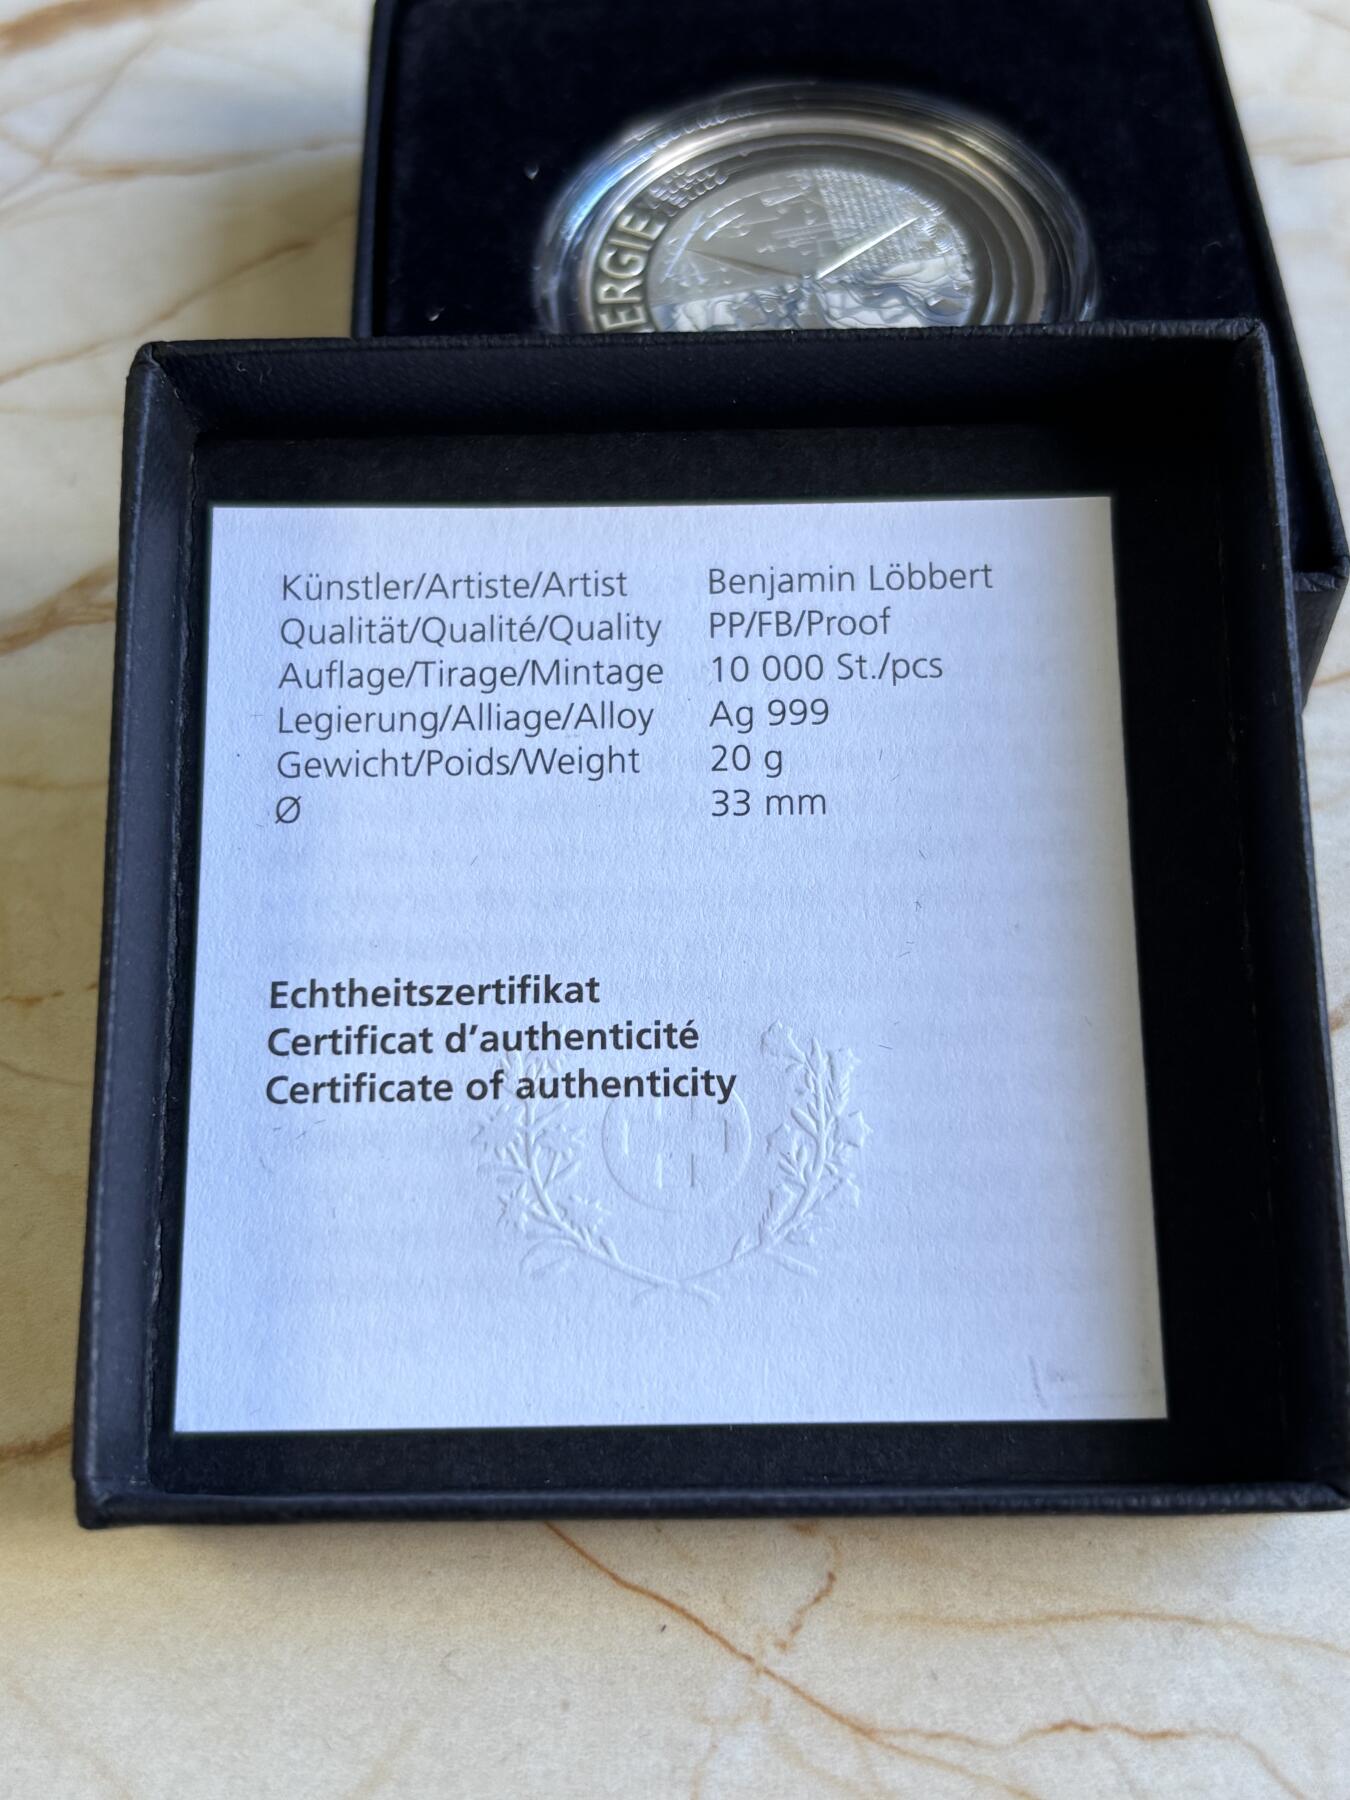 ERGIE
Künstler/Artiste/Artist Benjamin Löbbert
Qualität/Qualité/Quality PP/FB/Proof
Auflage/Tirage/Mintage 10 000 St./pcs
Legierung/Alliage/Alloy Ag 999
Gewicht/Poids/Weight 20 g
Ø 33 mm
Echtheitszertifikat
Certificat d’authenticité
Certificate of authenticity